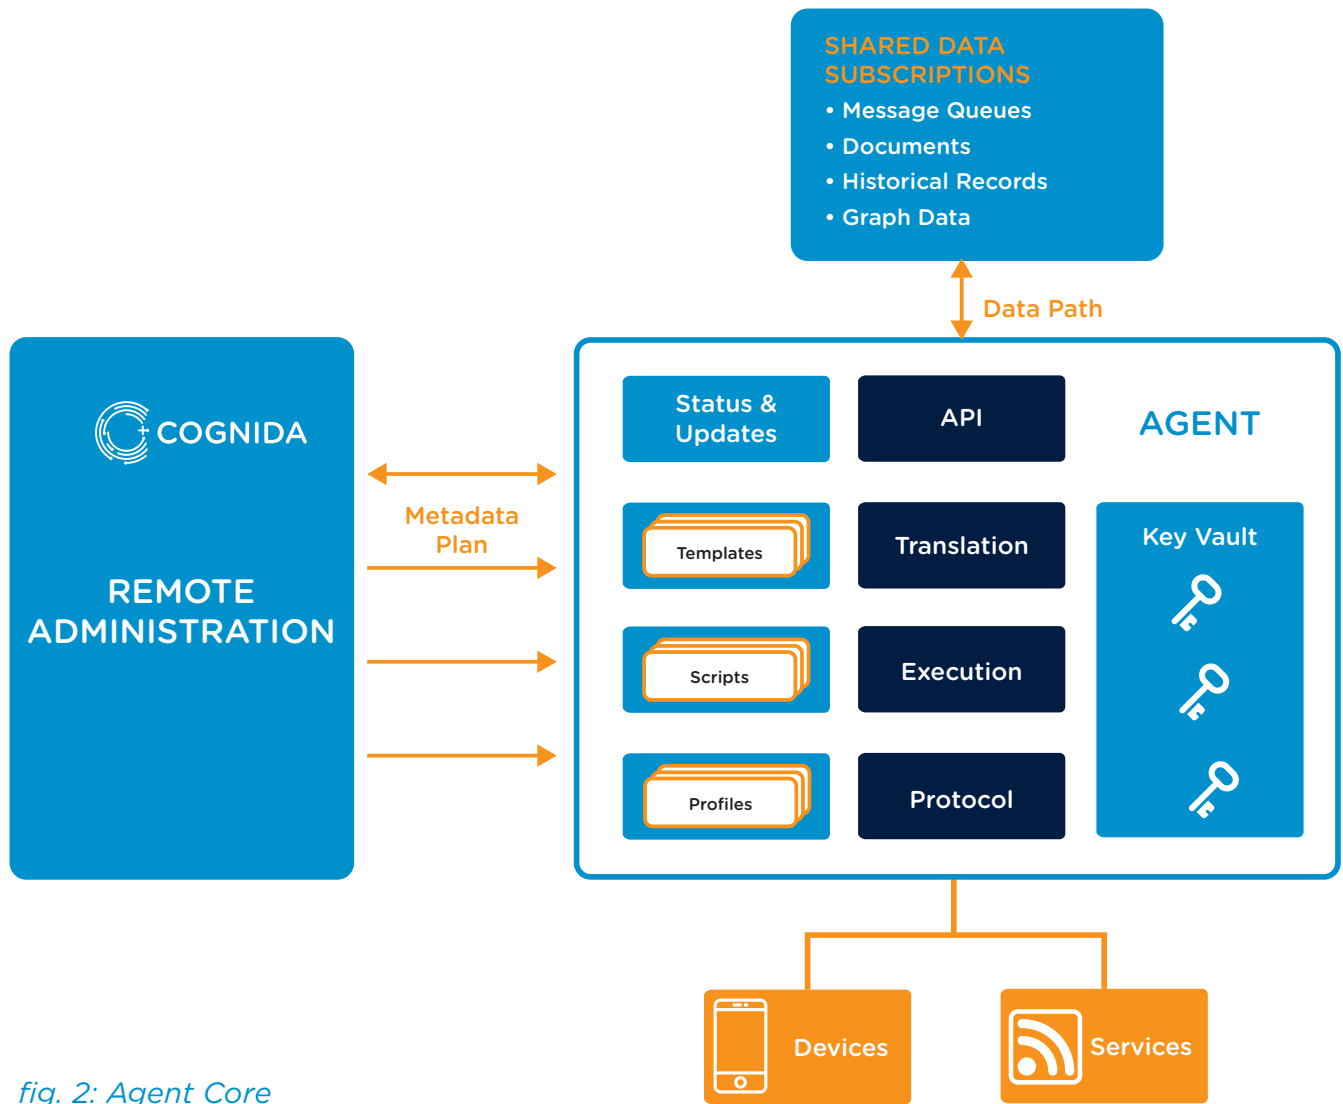 SHARED DATA
SUBSCRIPTIONS
• Message Queues
• Documents
• Historical Records
• Graph Data
Data Path
COGNIDA
REMOTE
ADMINISTRATION
Metadata
Plan
Status &
Updates
API
AGENT
Templates
Translation
Key Vault
Scripts
Execution
Profiles
Protocol
Devices
Services
fig. 2: Agent Core